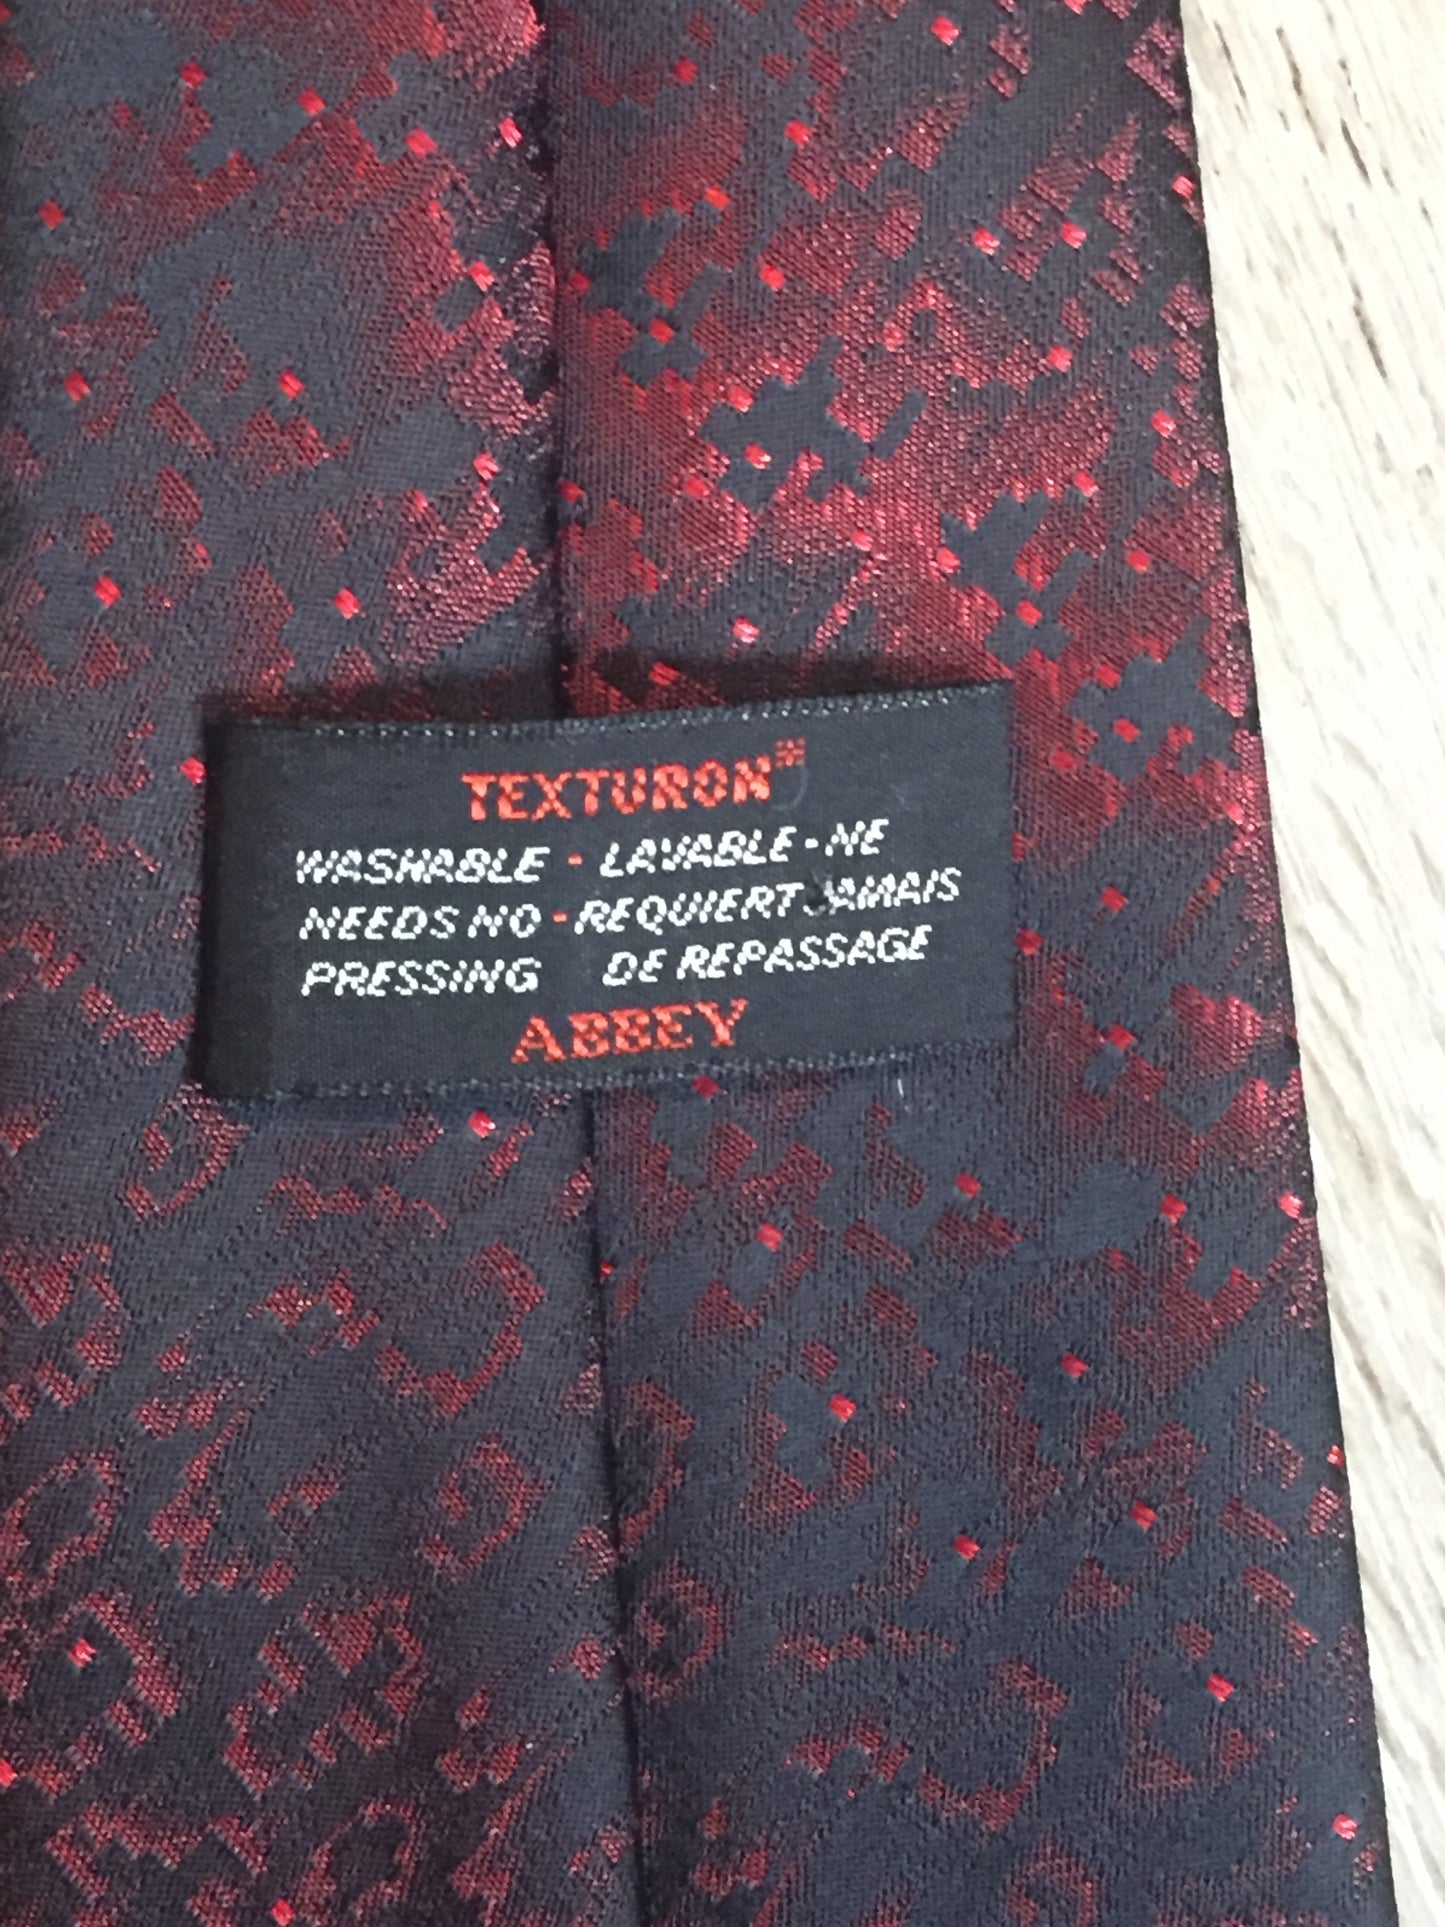 TEXTURON
WASHABLE - LAVABLE - NE
NEEDS NO - REQUIERT JAMAIS
PRESSING DE REPASSAGE
ABBEY